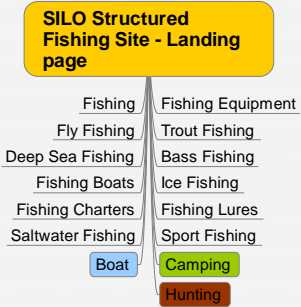 SILO Structured
Fishing Site - Landing
page
Fishing
Fly Fishing
Deep Sea Fishing
Fishing Boats
Fishing Charters
Saltwater Fishing
Boat
Fishing Equipment
Trout Fishing
Bass Fishing
Ice Fishing
Fishing Lures
Sport Fishing
Camping
Hunting